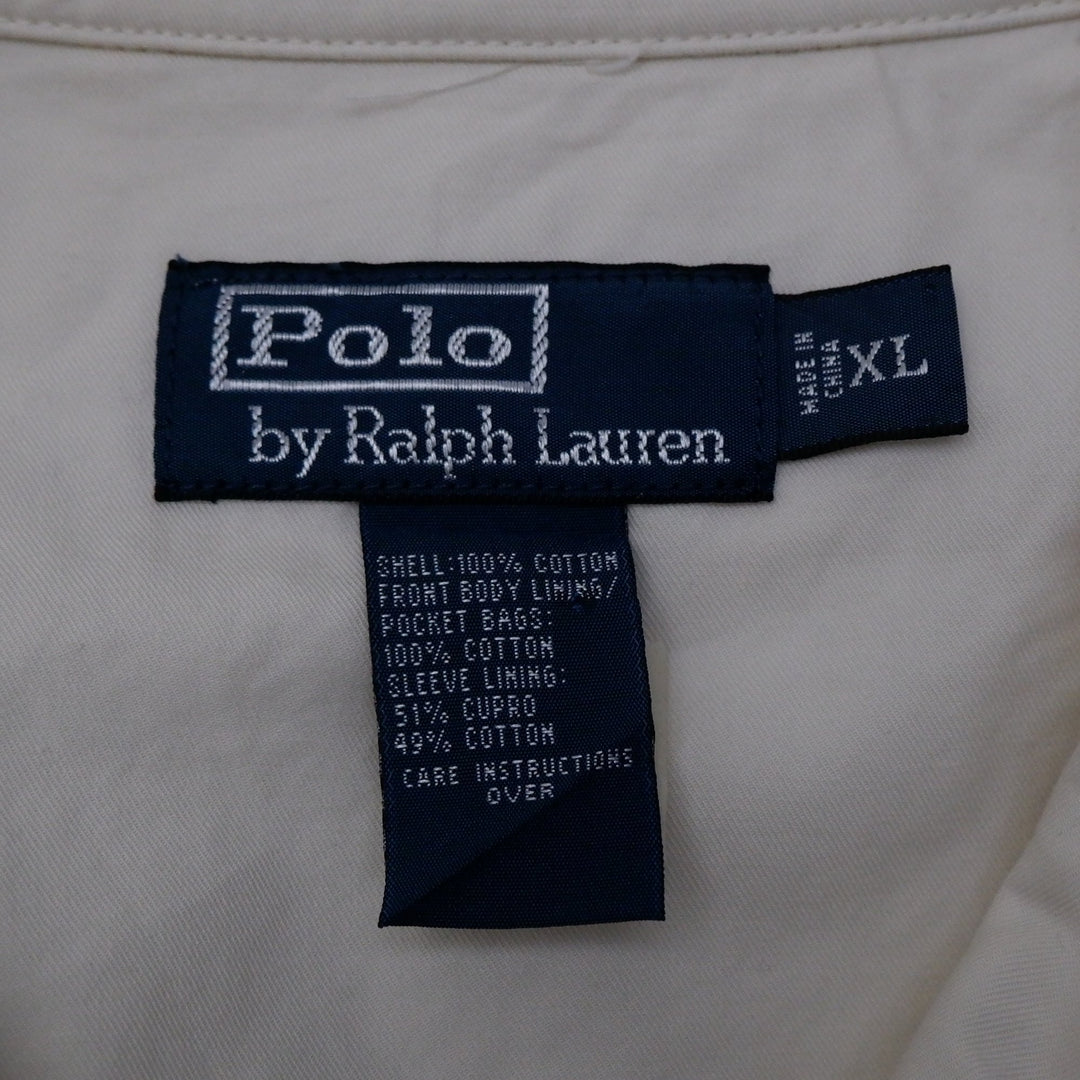 Polo
by Ralph Lauren
MADE IN
CHINA
XL
SHELL:100% COTTON
FRONT BODY LINING/
POCKET BAGS:
100% COTTON
SLEEVE LINING:
51% CUPRO
49% COTTON
CARE INSTRUCTIONS
OVER